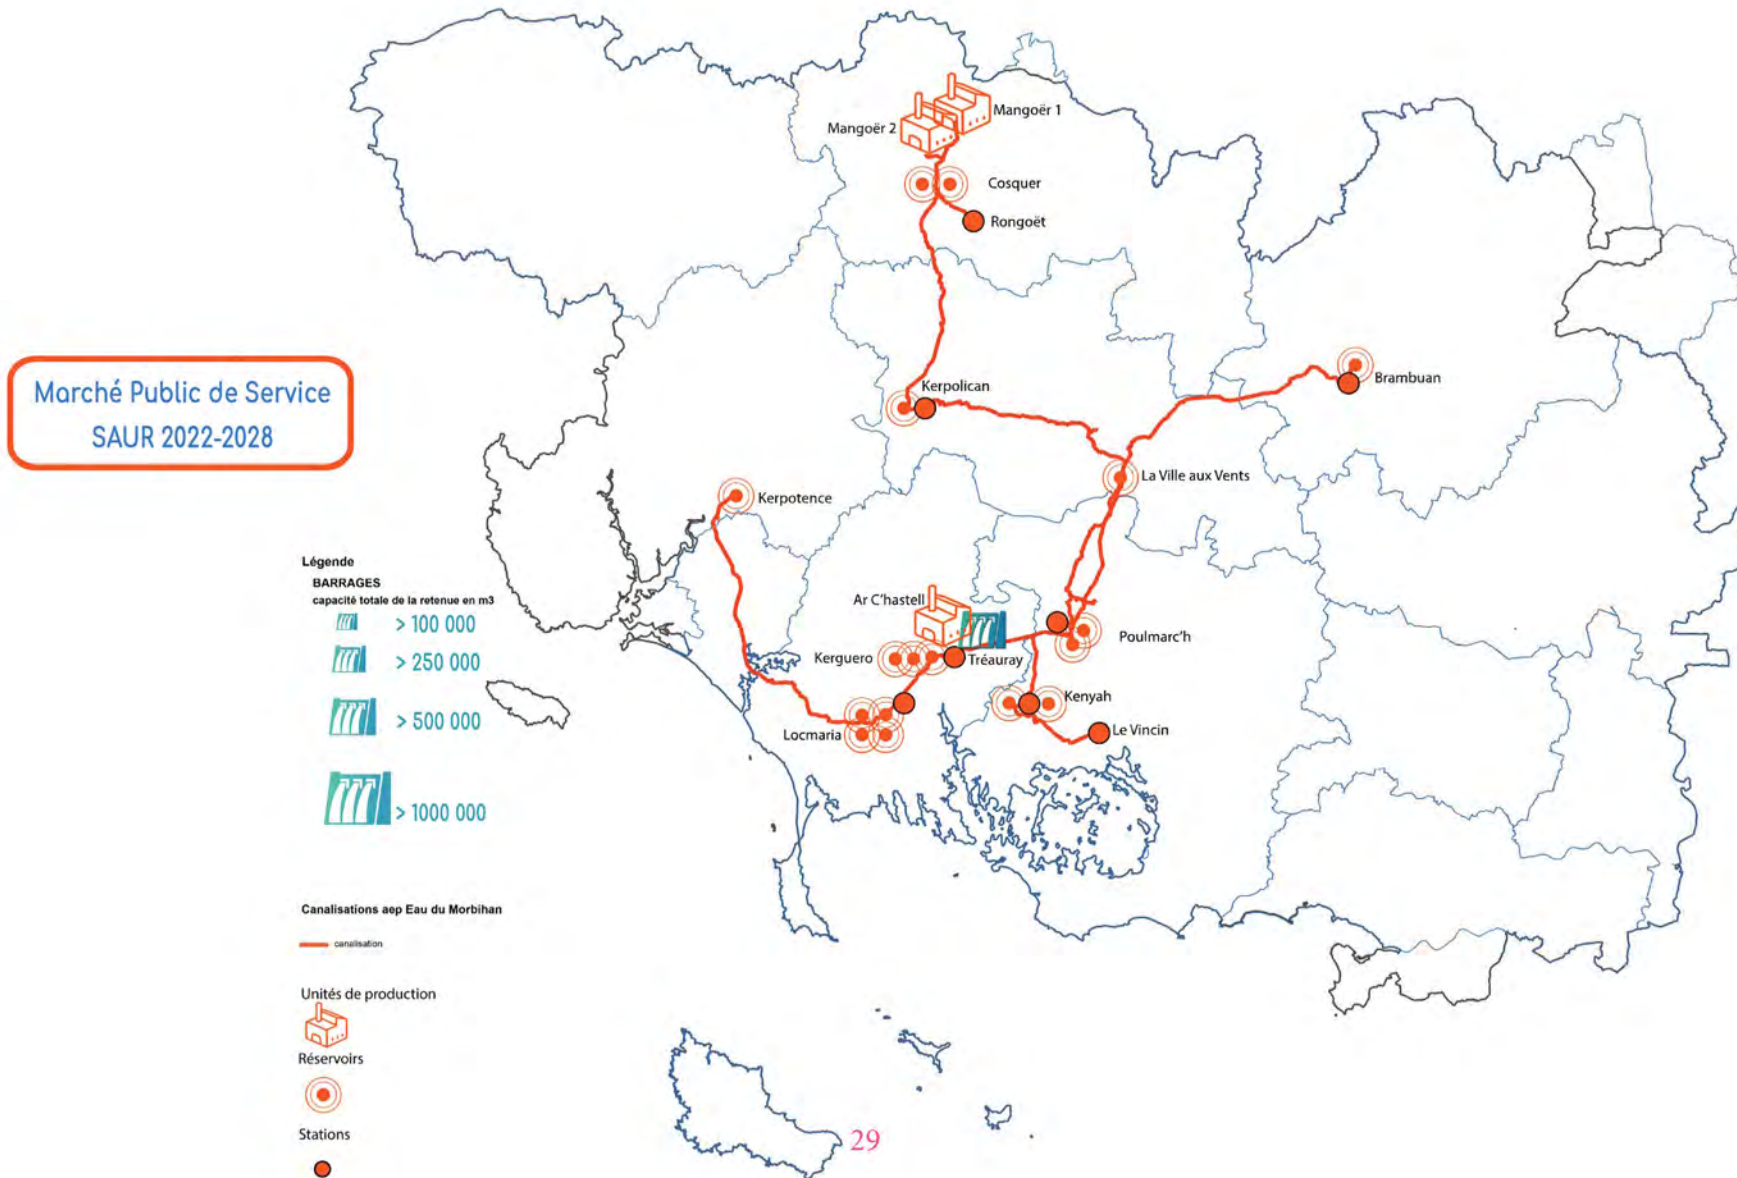 Mangoër 1
Mangoër 2
Cosquer
Rongoët
Marché Public de Service
SAUR 2022-2028
Kerpolican
Brambuan
La Ville aux Vents
Kerpotence
Légende
BARRAGES
capacité totale de la retenue en m3
> 100 000
> 250 000
> 500 000
> 1000 000
Ar C'hastell
Poulmarc'h
Kerguero
Tréauray
Kenyah
Locmaria
Le Vincin
Canalisations aep Eau du Morbihan
canalisation
Unités de production
Réservoirs
Stations
29